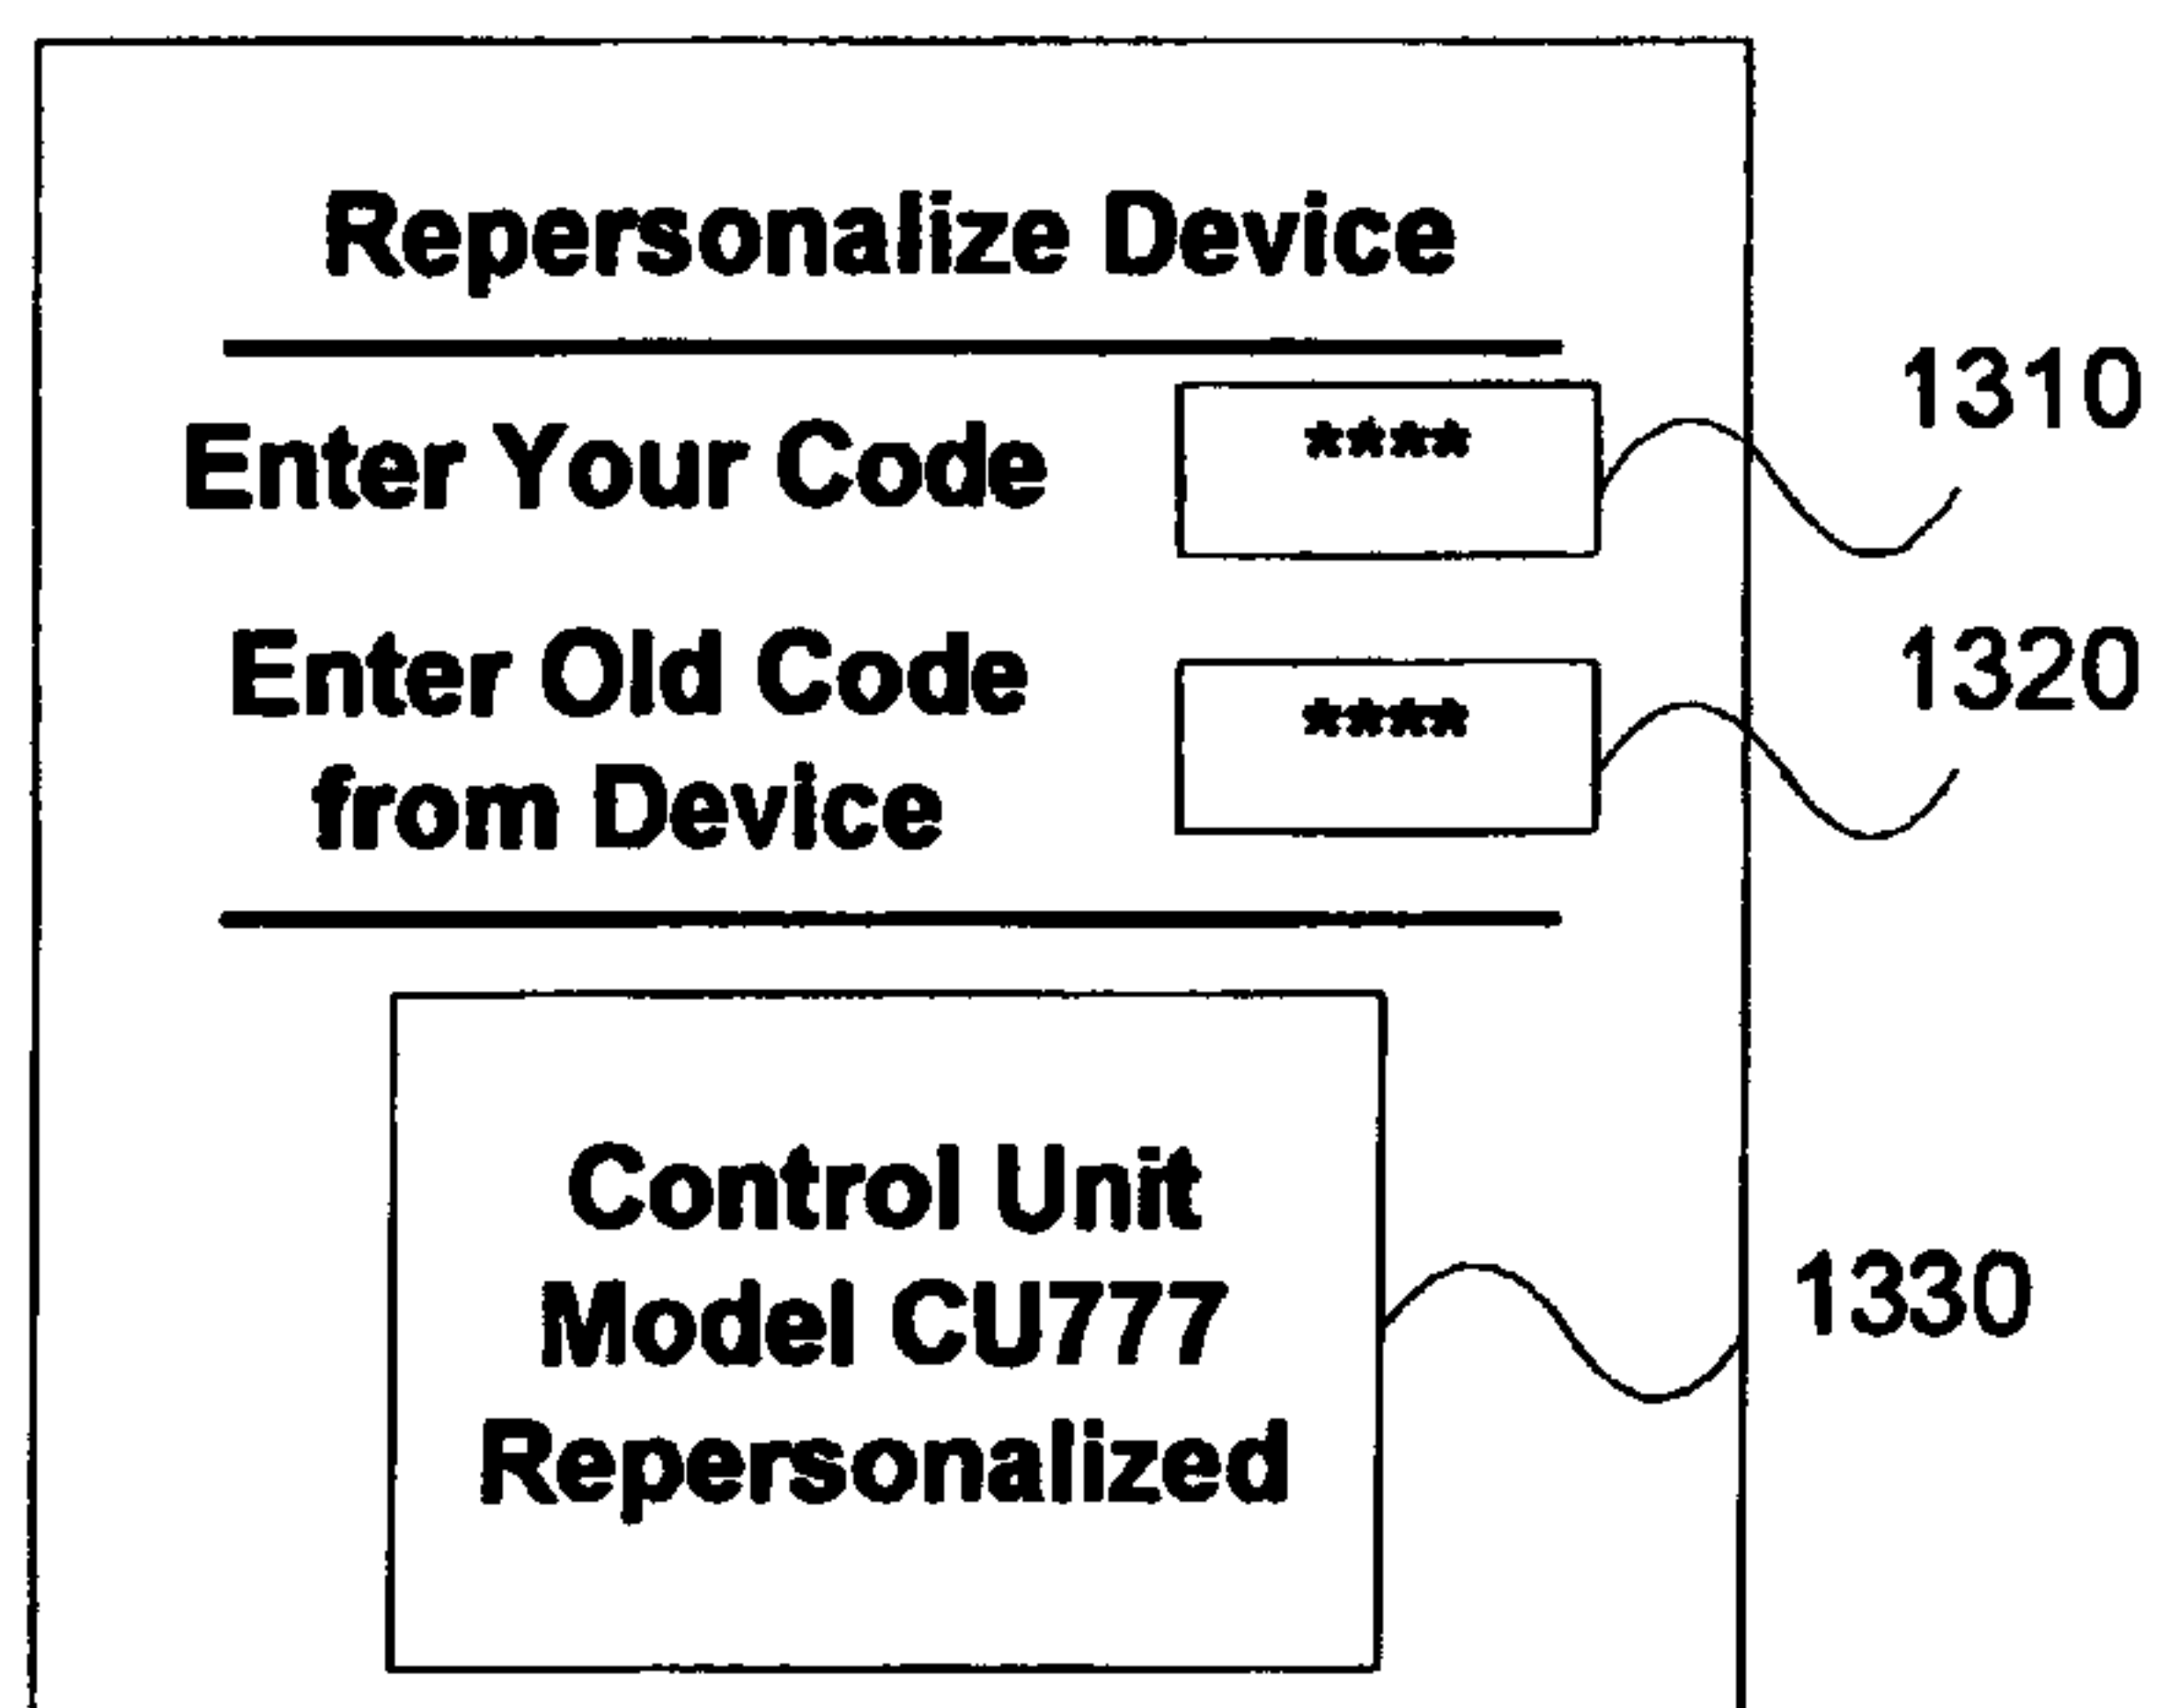 Repersonalize Device
Enter Your Code **** 1310
Enter Old Code **** 1320
from Device
Control Unit
Model CU777 1330
Repersonalized